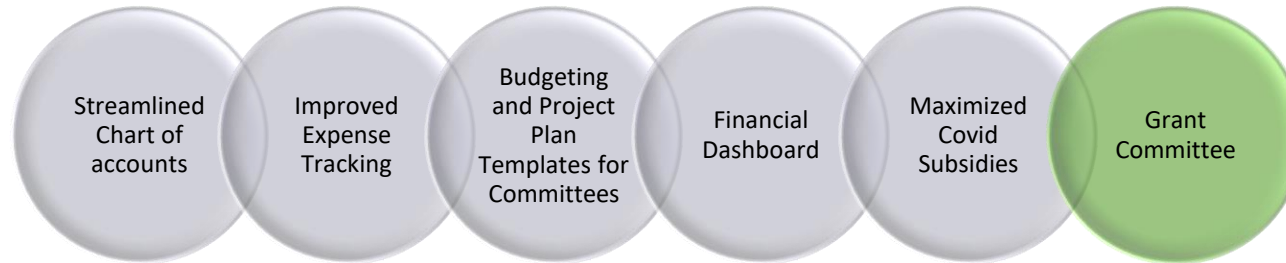 Streamlined
Chart of
accounts
Improved
Expense
Tracking
Budgeting
and Project
Plan
Templates for
Committees
Financial
Dashboard
Maximized
Covid
Subsidies
Grant
Committee